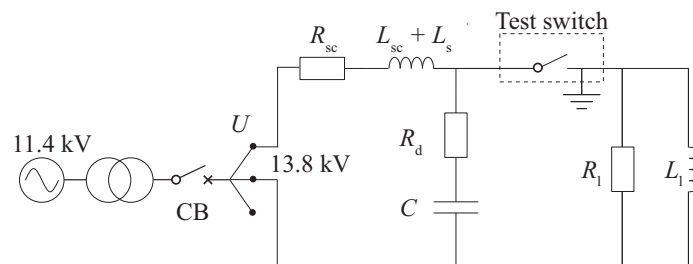 Test switch
R_sc
L_sc + L_s
U
11.4 kV
13.8 kV
R_d
CB
C
R_l
L_l